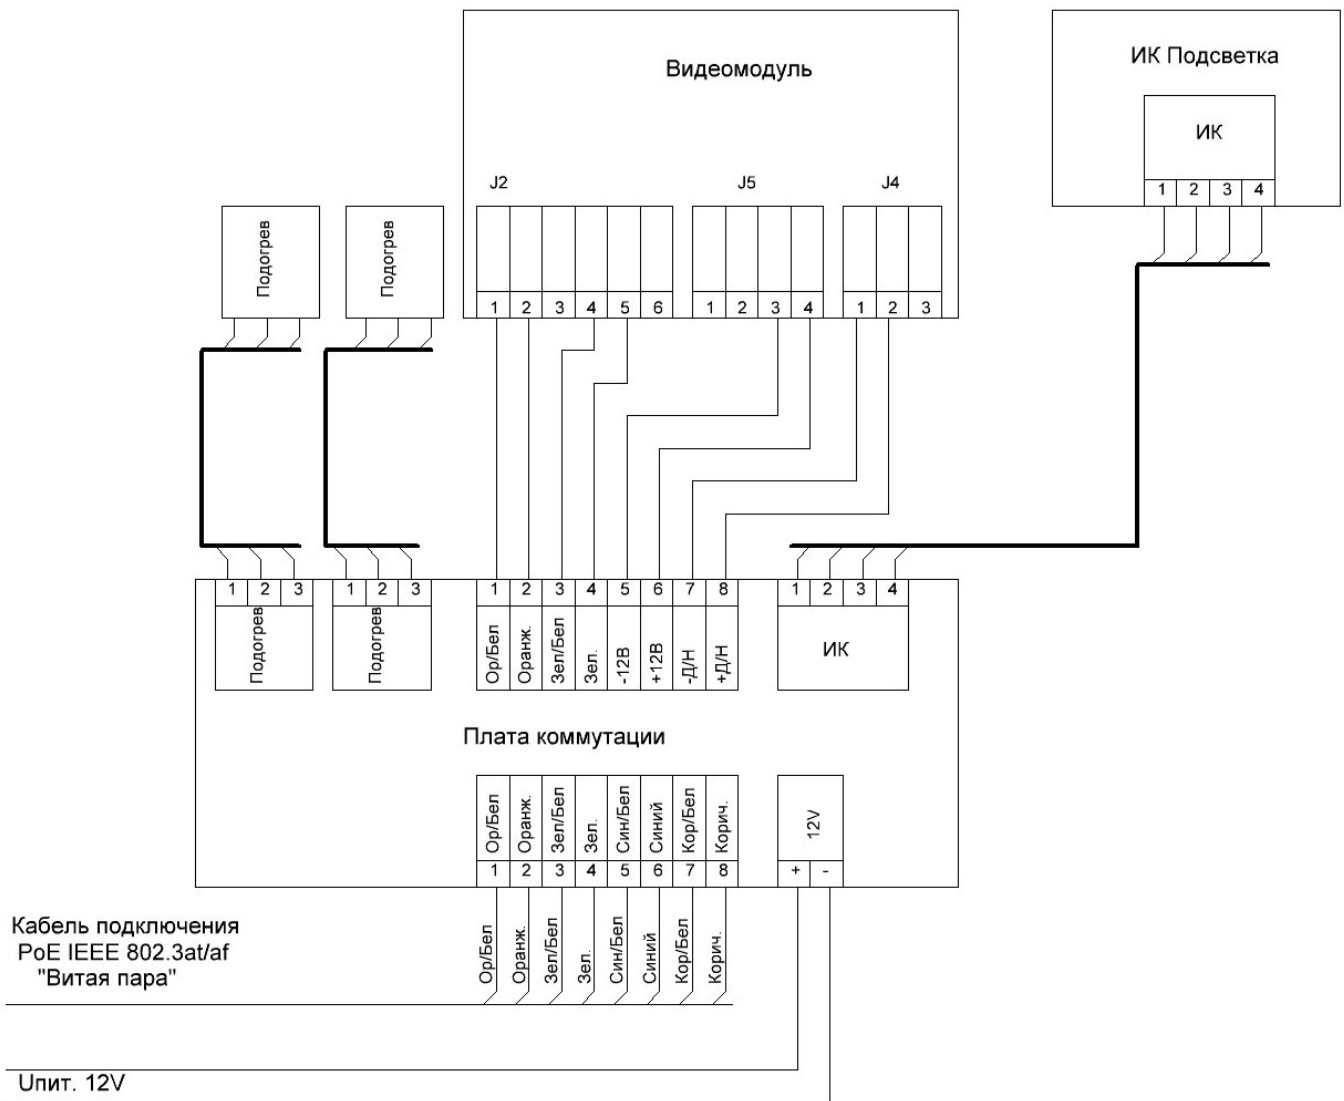 Видеомодуль
ИК Подсветка
ИК
1 2 3 4
J2 J5 J4
Подогрев Подогрев
1 2 3 4 5 6 1 2 3 4 1 2 3
1 2 3 1 2 3 1 2 3 4 5 6 7 8 1 2 3 4
Подогрев Подогрев Ор/Бел Оранж. Зел/Бел Зел. -12В +12В -Д/Н +Д/Н ИК
Плата коммутации
Ор/Бел Оранж. Зел/Бел Зел. Син/Бел Синий Кор/Бел Корич. 12V
1 2 3 4 5 6 7 8 + -
Ор/Бел Оранж. Зел/Бел Зел. Син/Бел Синий Кор/Бел Корич.
Кабель подключения
PoE IEEE 802.3at/af
"Витая пара"
Uпит. 12V